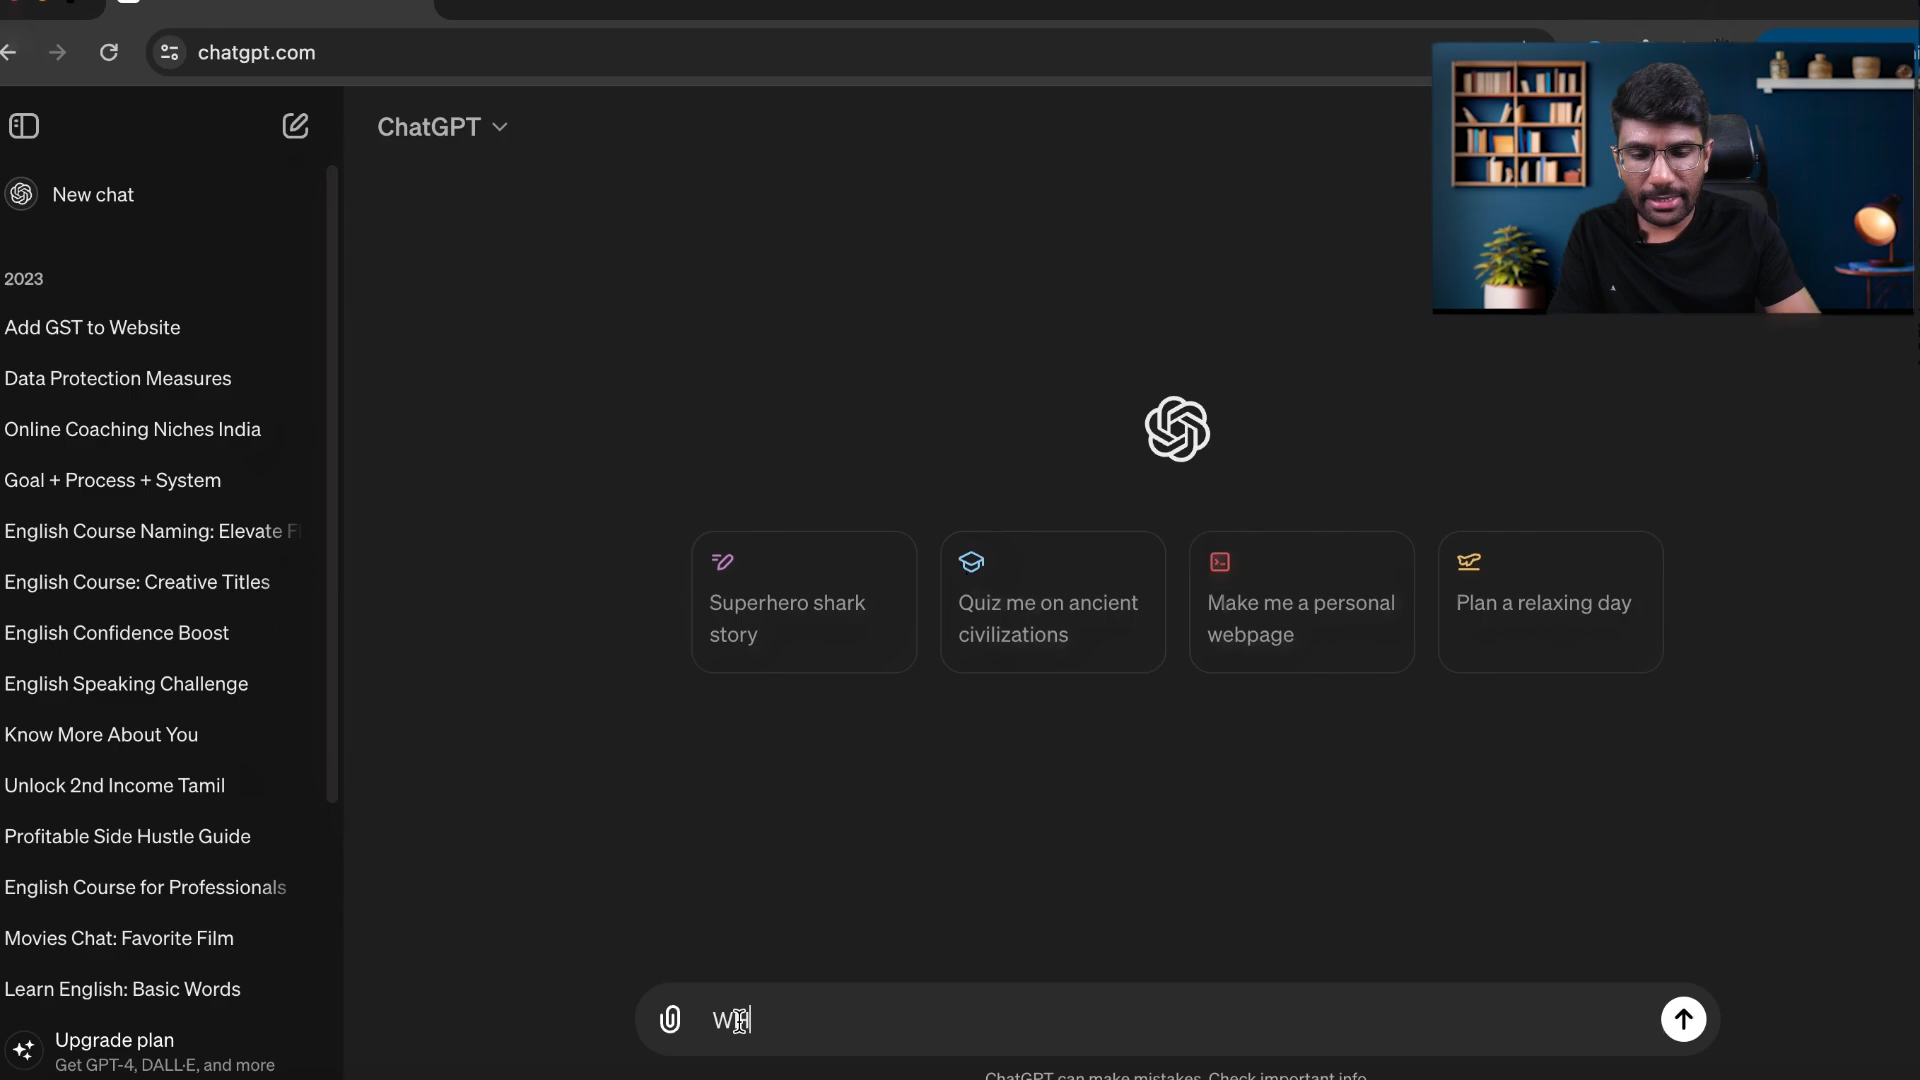 chatgpt.com
ChatGPT
New chat
2023
Add GST to Website
Data Protection Measures
Online Coaching Niches India
Goal + Process + System
English Course Naming: Elevate
English Course: Creative Titles
English Confidence Boost
English Speaking Challenge
Know More About You
Unlock 2nd Income Tamil
Profitable Side Hustle Guide
English Course for Professionals
Movies Chat: Favorite Film
Learn English: Basic Words
Upgrade plan
Get GPT-4, DALL·E, and more
Superhero shark
story
Quiz me on ancient
civilizations
Make me a personal
webpage
Plan a relaxing day
ChatGPT can make mistakes. Check important info.